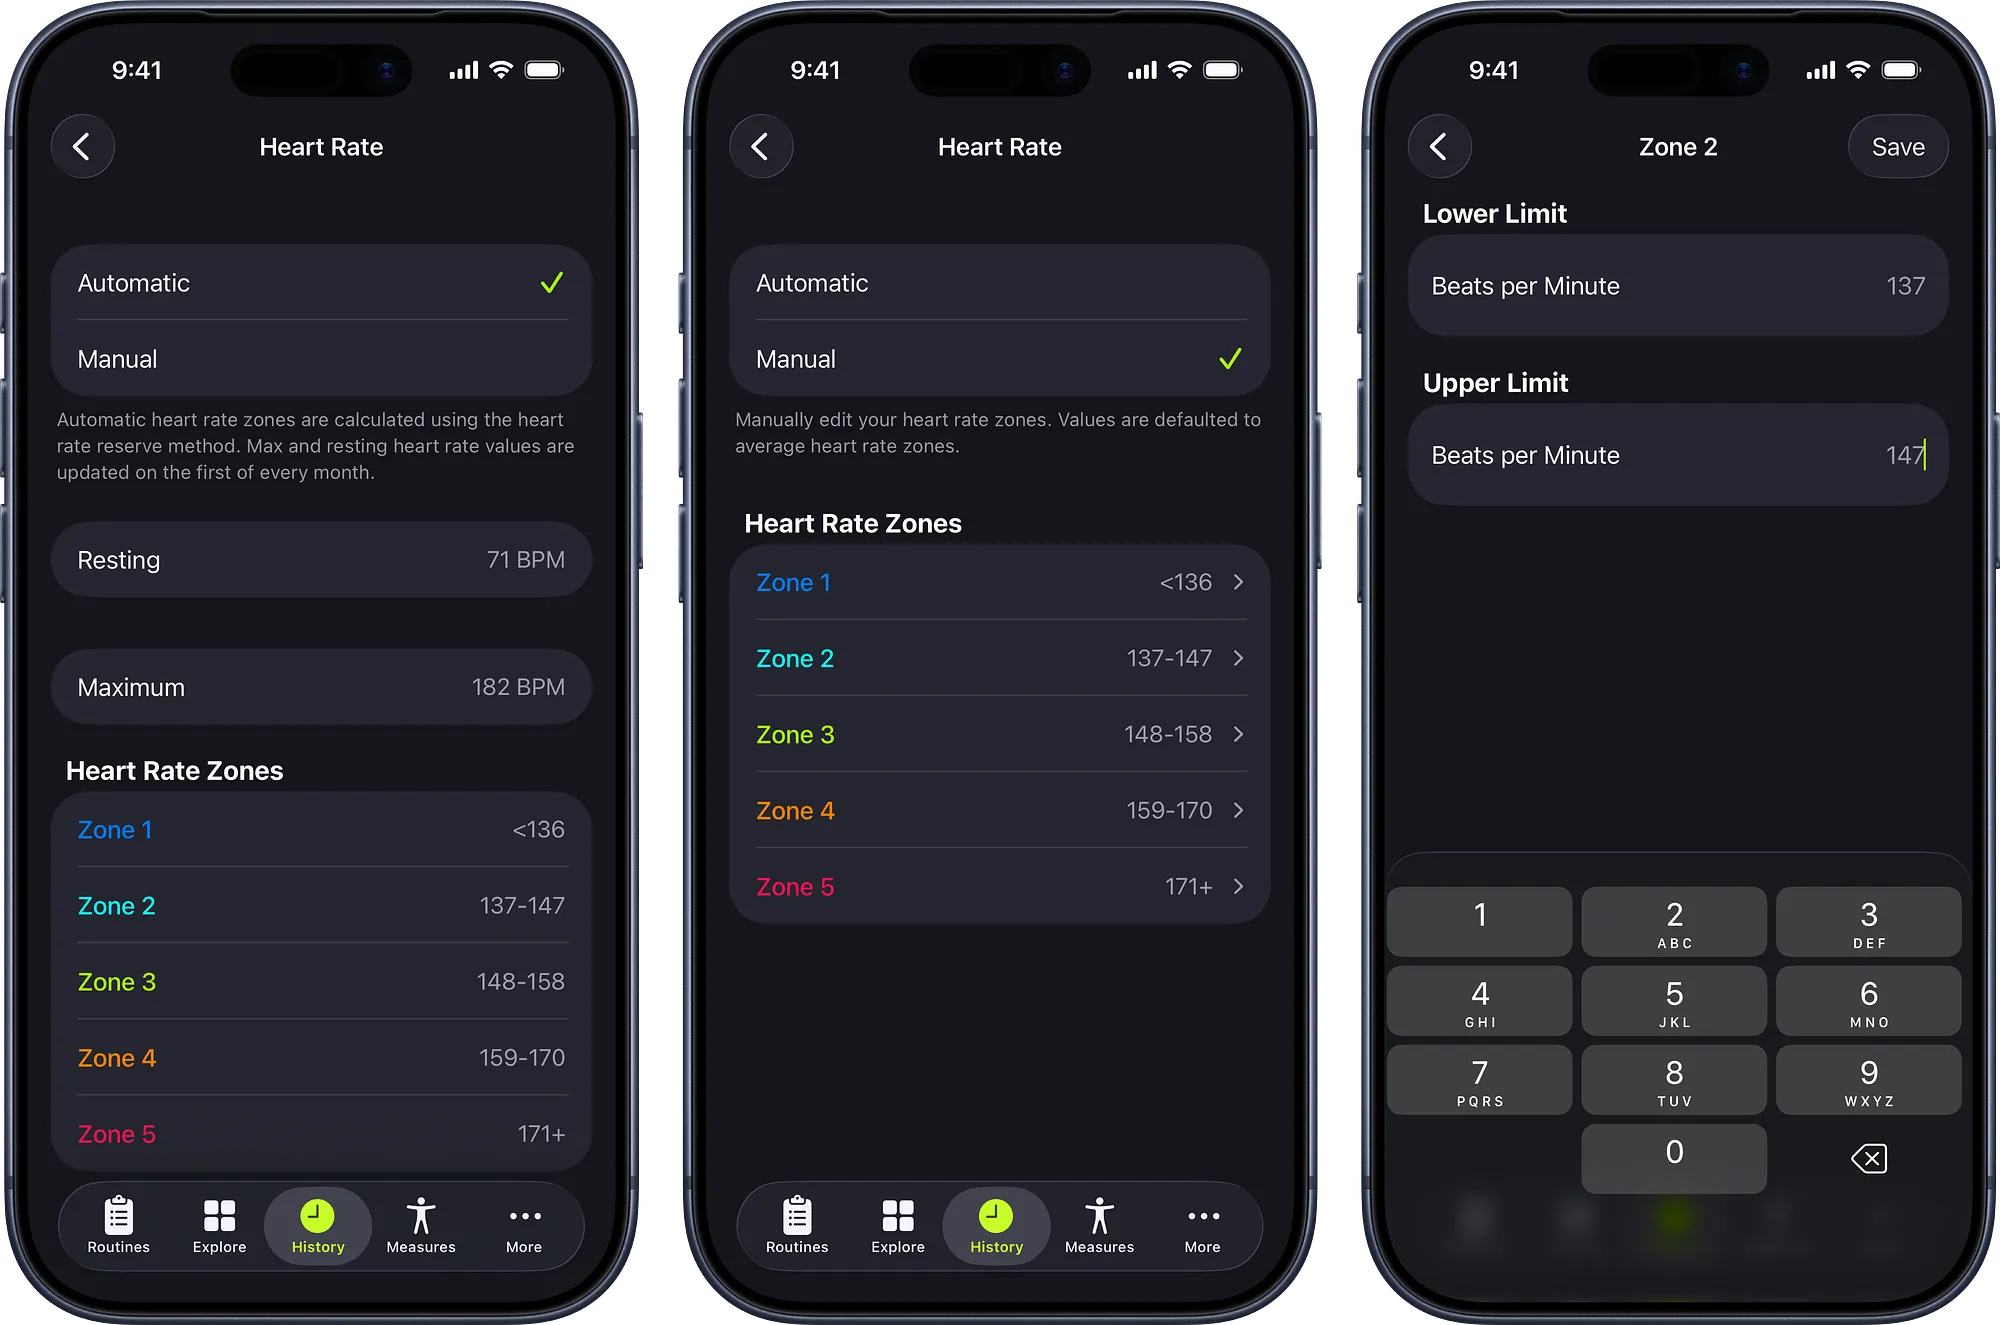 9:41
Heart Rate
Automatic
Manual
Automatic heart rate zones are calculated using the heart
rate reserve method. Max and resting heart rate values are
updated on the first of every month.
Resting 71 BPM
Maximum 182 BPM
Heart Rate Zones
Zone 1 <136
Zone 2 137-147
Zone 3 148-158
Zone 4 159-170
Zone 5 171+
Routines Explore History Measures More
9:41
Heart Rate
Automatic
Manual
Manually edit your heart rate zones. Values are defaulted to
average heart rate zones.
Heart Rate Zones
Zone 1 <136
Zone 2 137-147
Zone 3 148-158
Zone 4 159-170
Zone 5 171+
Routines Explore History Measures More
9:41
Zone 2 Save
Lower Limit
Beats per Minute 137
Upper Limit
Beats per Minute 147
1 2 3
ABC DEF
4 5 6
GHI JKL MNO
7 8 9
PQRS TUV WXYZ
0